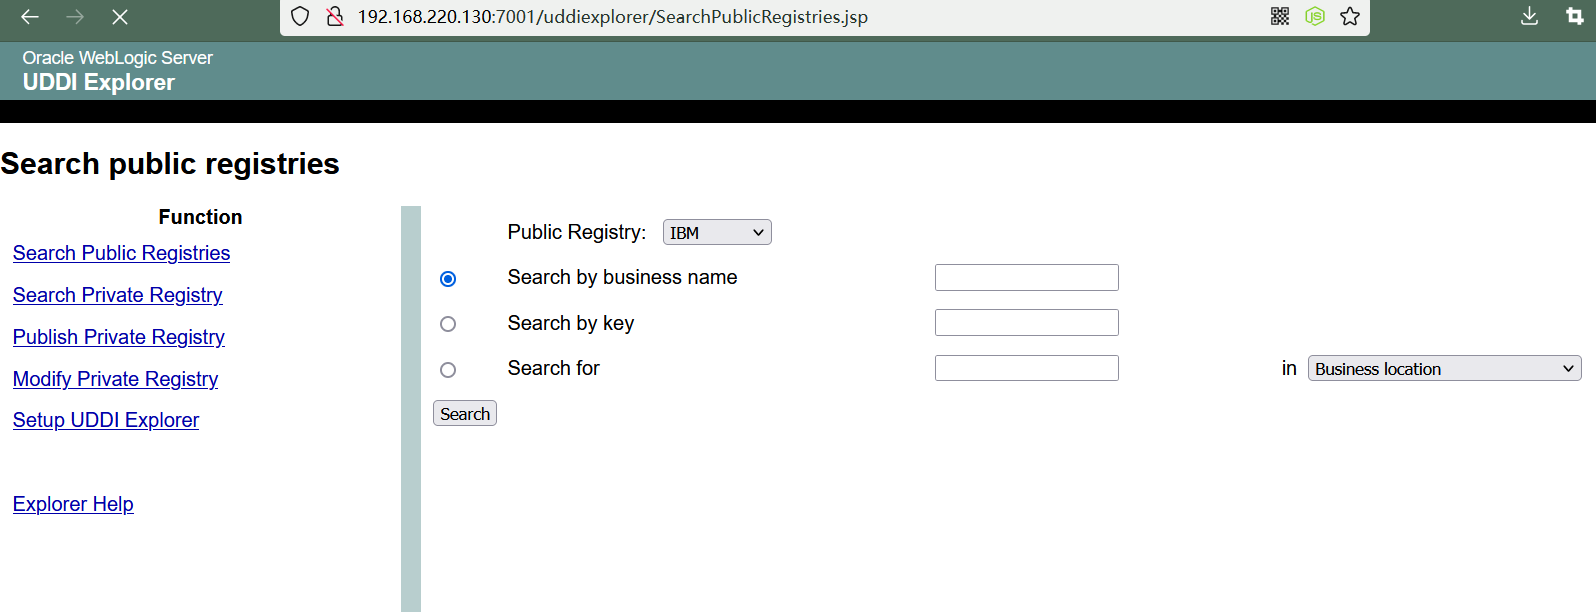 192.168.220.130:7001/uddiexplorer/SearchPublicRegistries.jsp
Oracle WebLogic Server
UDDI Explorer
Search public registries
Function
Search Public Registries
Search Private Registry
Publish Private Registry
Modify Private Registry
Setup UDDI Explorer
Explorer Help
Public Registry: IBM
Search by business name
Search by key
Search for in Business location
Search